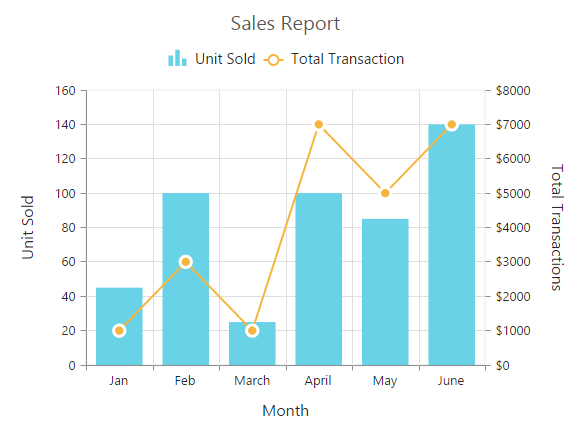 Sales Report
Unit Sold Total Transaction
160 $8000
140 $7000
120 $6000
100 $5000
80 $4000
60 $3000
40 $2000
20 $1000
0 $0
Unit Sold
Total Transactions
Jan Feb March April May June
Month